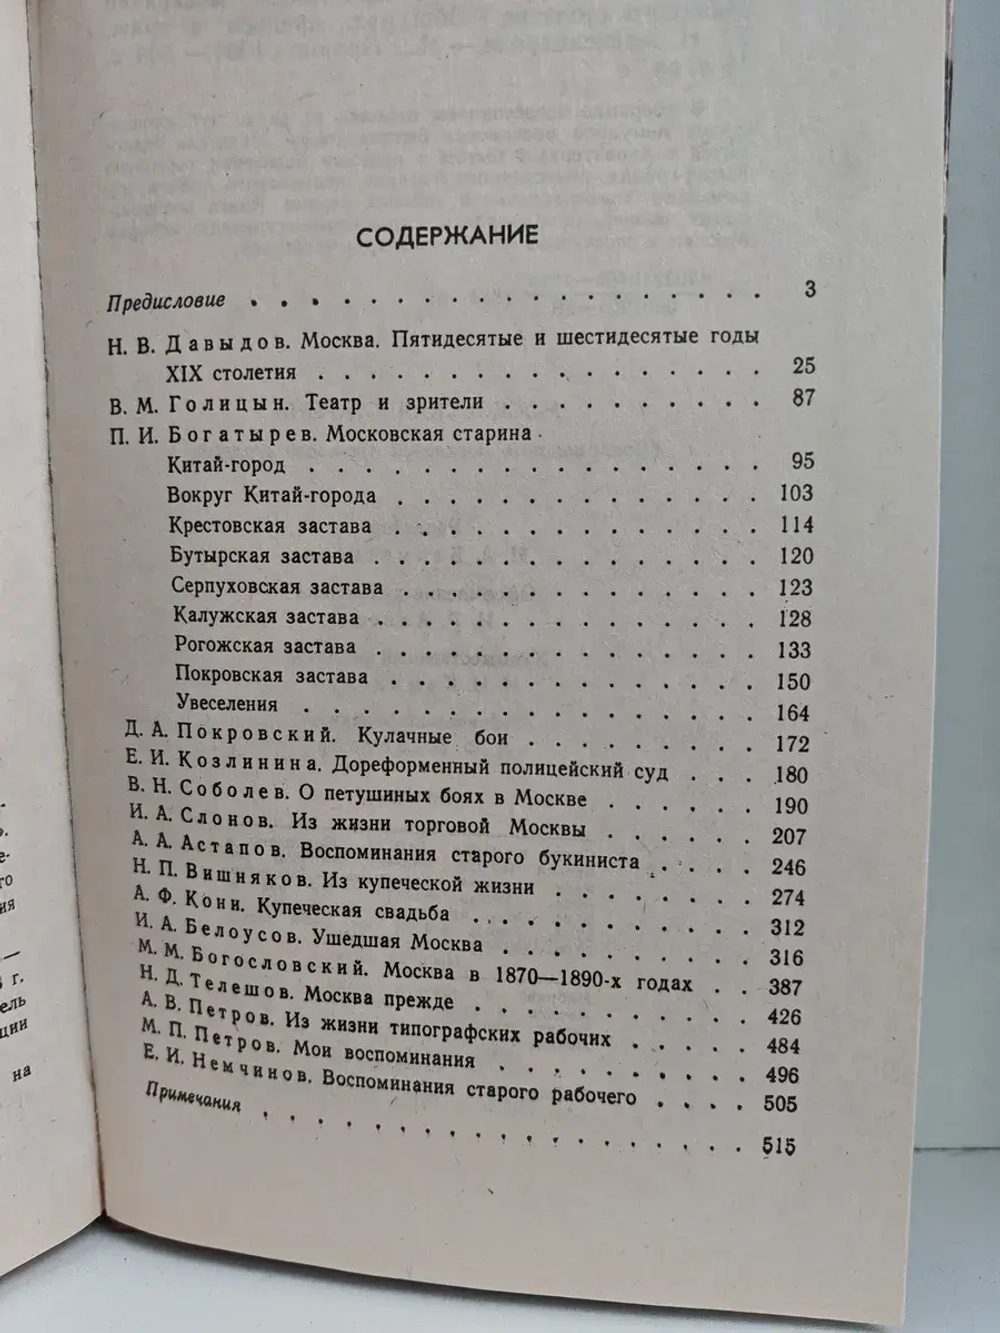 СОДЕРЖАНИЕ
Предисловие . . . . . . . . . . . . . . . . . 3
Н. В. Давыдов. Москва. Пятидесятые и шестидесятые годы
XIX столетия . . . . . . . . . . . . . . . 25
В. М. Голицын. Театр и зрители . . . . . . . . . . 87
П. И. Богатырев. Московская старина
Китай-город . . . . . . . . . . . . . . . . 95
Вокруг Китай-города . . . . . . . . . . . . . 103
Крестовская застава . . . . . . . . . . . . . 114
Бутырская застава . . . . . . . . . . . . . . 120
Серпуховская застава . . . . . . . . . . . . . 123
Калужская застава . . . . . . . . . . . . . . 128
Рогожская застава . . . . . . . . . . . . . . 133
Покровская застава . . . . . . . . . . . . . 150
Увеселения . . . . . . . . . . . . . . . . 164
Д. А. Покровский. Кулачные бои . . . . . . . . . 172
Е. И. Козлинина. Дореформенный полицейский суд . . . 180
В. Н. Соболев. О петушиных боях в Москве . . . . . . 190
И. А. Слонов. Из жизни торговой Москвы . . . . . . 207
А. А. Астапов. Воспоминания старого букиниста . . . . 246
Н. П. Вишняков. Из купеческой жизни . . . . . . . 274
А. Ф. Кони. Купеческая свадьба . . . . . . . . . . 312
И. А. Белоусов. Ушедшая Москва . . . . . . . . . 316
М. М. Богословский. Москва в 1870—1890-х годах . . 387
Н. Д. Телешов. Москва прежде . . . . . . . . . . 426
А. В. Петров. Из жизни типографских рабочих . . . . 484
М. П. Петров. Мои воспоминания . . . . . . . . . 496
Е. И. Немчинов. Воспоминания старого рабочего . . . . 505
Примечания . . . . . . . . . . . . . . . . . 515
го
ия
—
г.
ель
ции
на